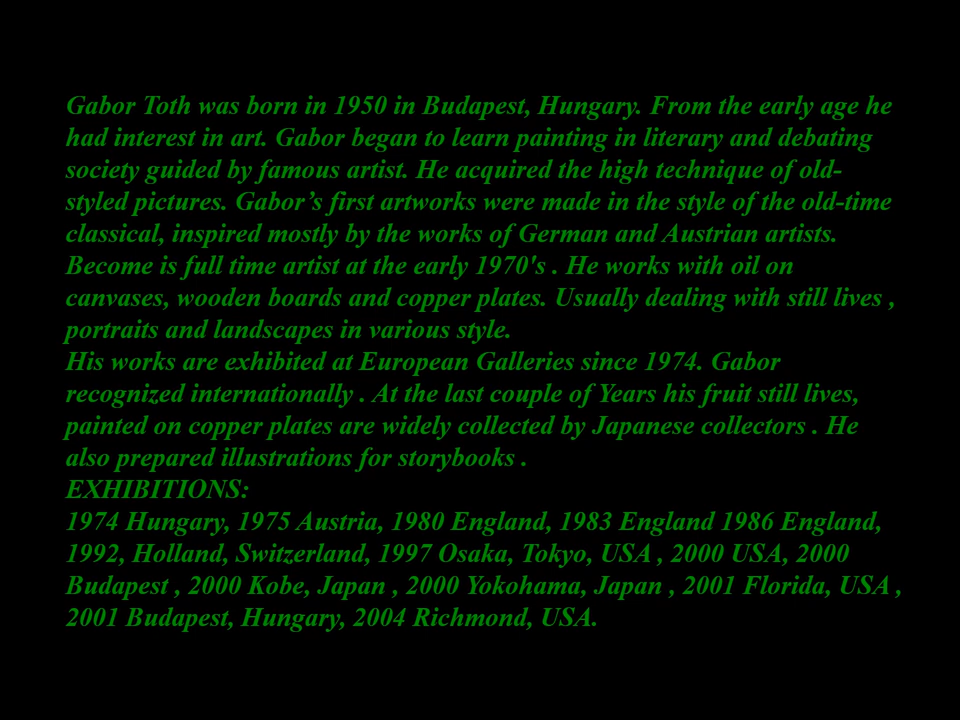 Gabor Toth was born in 1950 in Budapest, Hungary. From the early age he
had interest in art. Gabor began to learn painting in literary and debating
society guided by famous artist. He acquired the high technique of old-
styled pictures. Gabor’s first artworks were made in the style of the old-time
classical, inspired mostly by the works of German and Austrian artists.
Become is full time artist at the early 1970's . He works with oil on
canvases, wooden boards and copper plates. Usually dealing with still lives ,
portraits and landscapes in various style.
His works are exhibited at European Galleries since 1974. Gabor
recognized internationally . At the last couple of Years his fruit still lives,
painted on copper plates are widely collected by Japanese collectors . He
also prepared illustrations for storybooks .
EXHIBITIONS:
1974 Hungary, 1975 Austria, 1980 England, 1983 England 1986 England,
1992, Holland, Switzerland, 1997 Osaka, Tokyo, USA , 2000 USA, 2000
Budapest , 2000 Kobe, Japan , 2000 Yokohama, Japan , 2001 Florida, USA ,
2001 Budapest, Hungary, 2004 Richmond, USA.